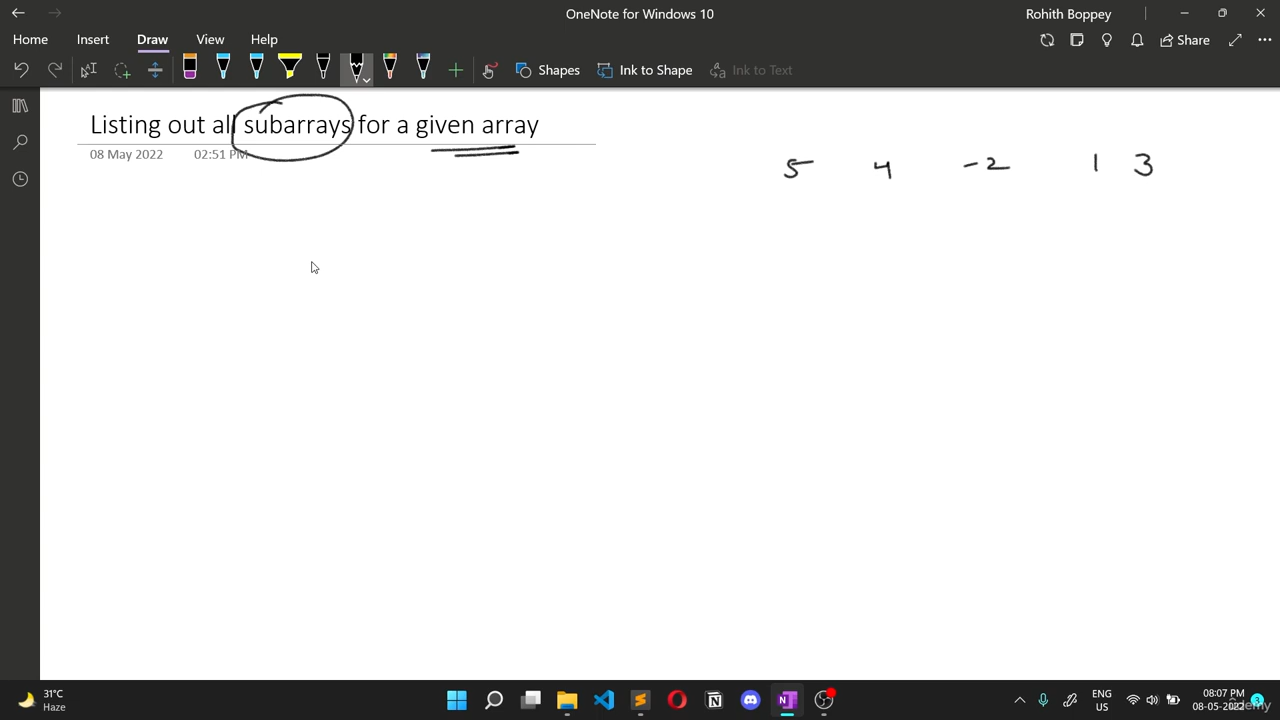 OneNote for Windows 10
Rohith Boppey
Home Insert Draw View Help
Share
Shapes
Ink to Shape
Ink to Text
Listing out all subarrays for a given array
08 May 2022 02:51 PM
5 4 -2 1 3
31°C
Haze
ENG
US
08:07 PM
08-05-2022
3
Udemy